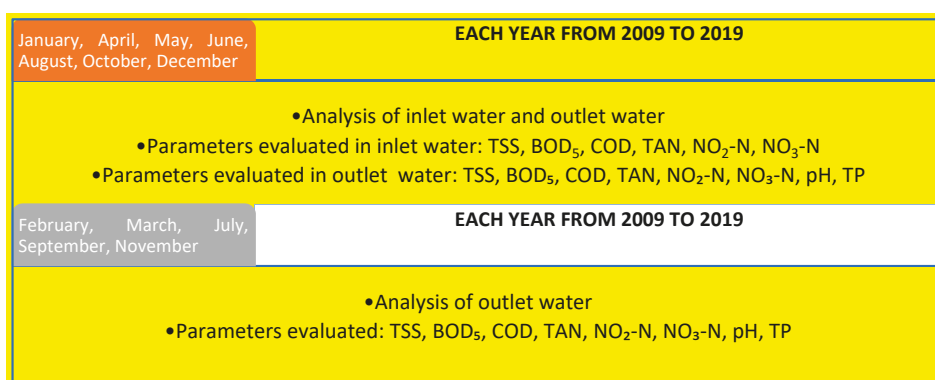 January, April, May, June,
August, October, December
EACH YEAR FROM 2009 TO 2019
•Analysis of inlet water and outlet water
•Parameters evaluated in inlet water: TSS, BOD₅, COD, TAN, NO₂-N, NO₃-N
•Parameters evaluated in outlet water: TSS, BOD₅, COD, TAN, NO₂-N, NO₃-N, pH, TP
February, March, July,
September, November
EACH YEAR FROM 2009 TO 2019
•Analysis of outlet water
•Parameters evaluated: TSS, BOD₅, COD, TAN, NO₂-N, NO₃-N, pH, TP